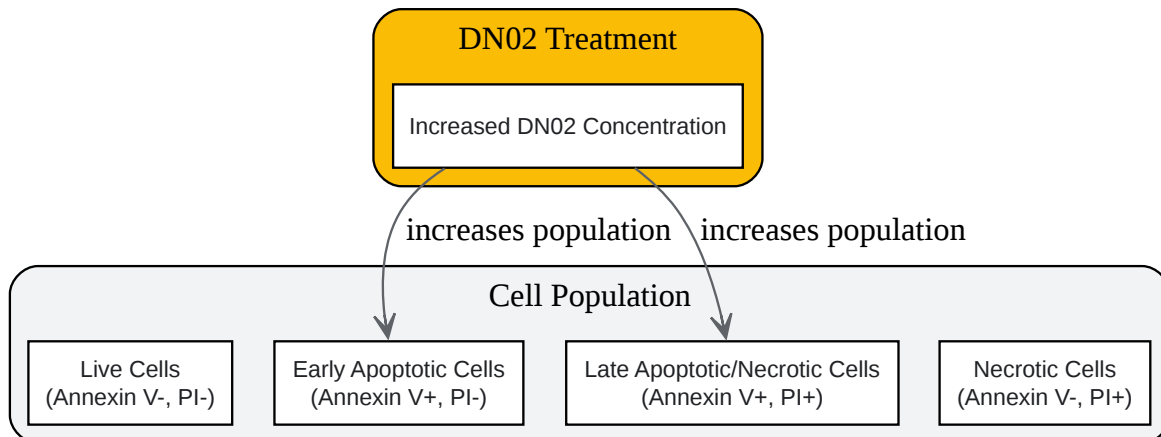 DN02 Treatment
Increased DN02 Concentration
increases population
increases population
Cell Population
Live Cells
(Annexin V-, PI-)
Early Apoptotic Cells
(Annexin V+, PI-)
Late Apoptotic/Necrotic Cells
(Annexin V+, PI+)
Necrotic Cells
(Annexin V-, PI+)